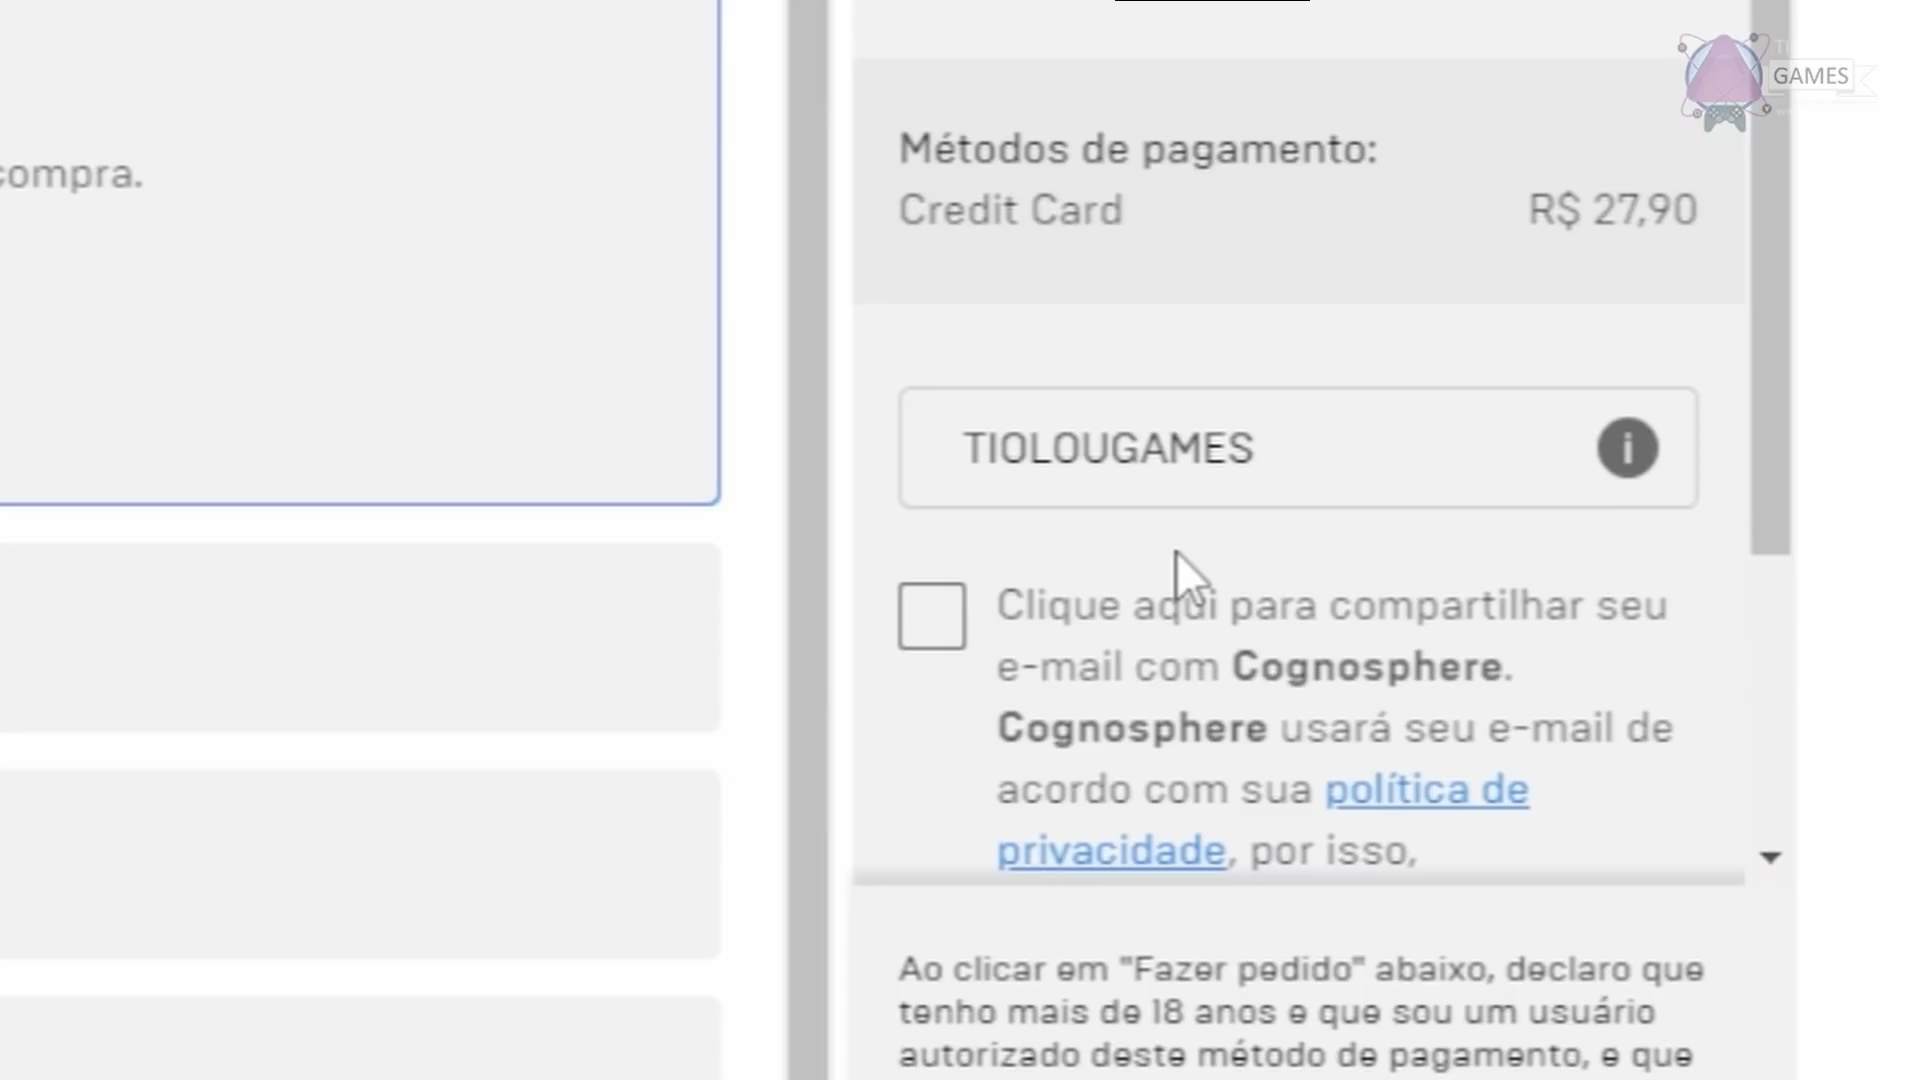 GAMES
compra.
Métodos de pagamento:
Credit Card R$ 27,90
TIOLOUGAMES
Clique aqui para compartilhar seu
e-mail com Cognosphere.
Cognosphere usará seu e-mail de
acordo com sua política de
privacidade, por isso,
Ao clicar em "Fazer pedido" abaixo, declaro que
tenho mais de 18 anos e que sou um usuário
autorizado deste método de pagamento, e que